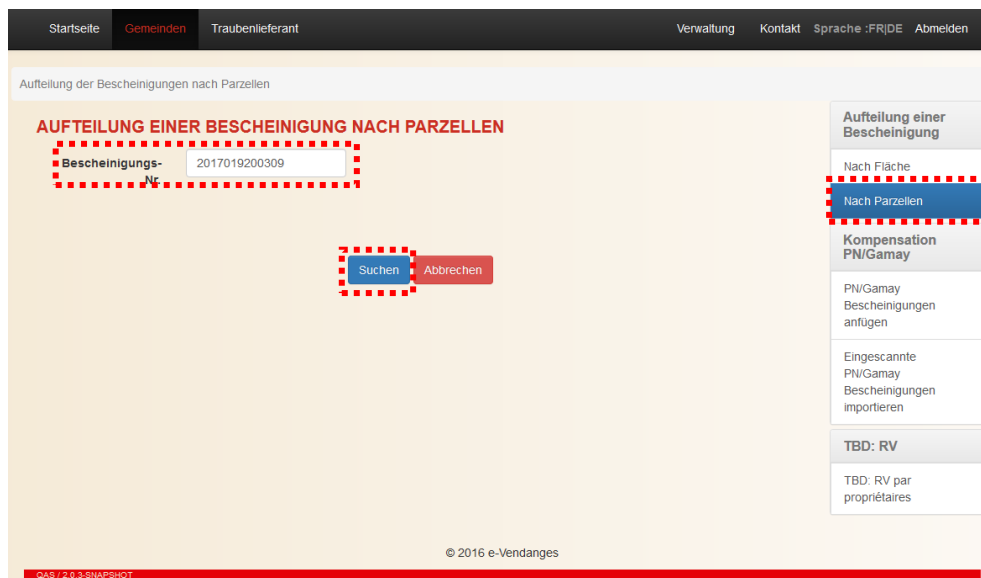 Startseite Gemeinden Traubenlieferant Verwaltung Kontakt Sprache :FR|DE Abmelden
Aufteilung der Bescheinigungen nach Parzellen
AUFTEILUNG EINER BESCHEINIGUNG NACH PARZELLEN
Bescheinigungs- 2017019200309
Nr.
Suchen Abbrechen
Aufteilung einer
Bescheinigung
Nach Fläche
Nach Parzellen
Kompensation
PN/Gamay
PN/Gamay
Bescheinigungen
anfügen
Eingescannte
PN/Gamay
Bescheinigungen
importieren
TBD: RV
TBD: RV par
propriétaires
© 2016 e-Vendanges
QAS / 2.0.3-SNAPSHOT